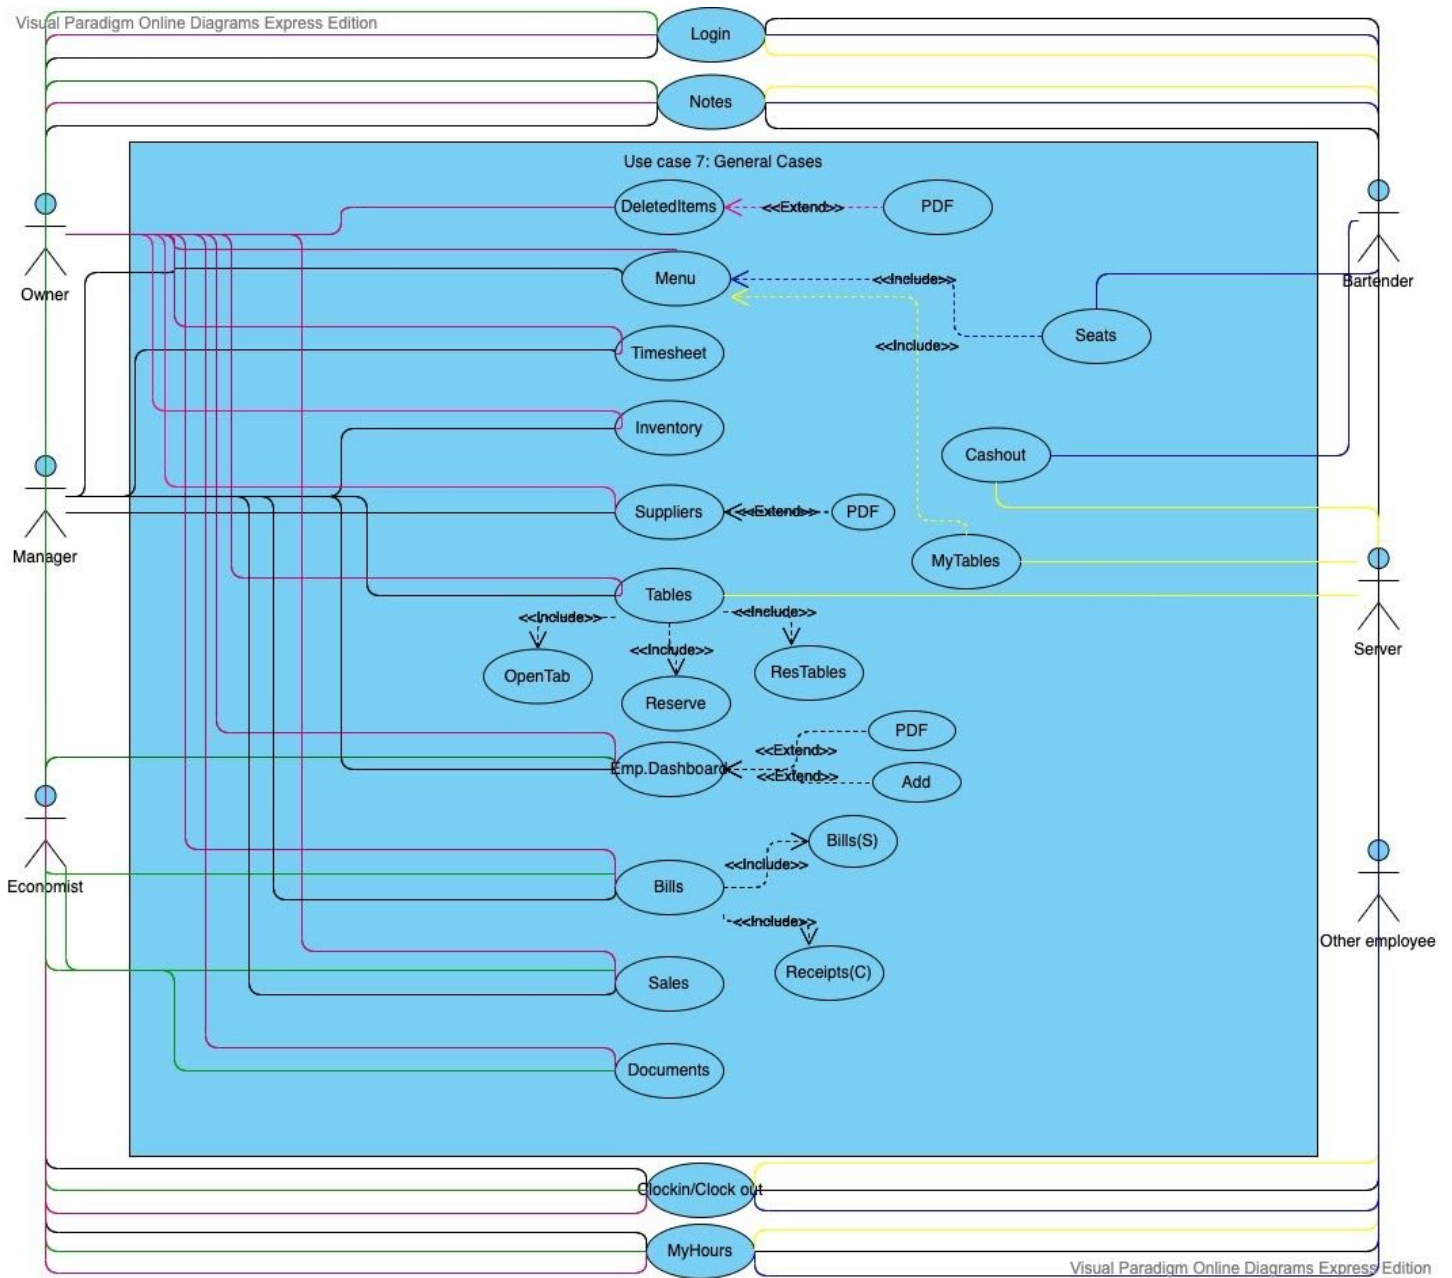 Visual Paradigm Online Diagrams Express Edition
Login
Notes
Use case 7: General Cases
DeletedItems
<<Extend>>
PDF
Owner
Menu
<<Include>>
Bartender
Seats
<<Include>>
Timesheet
Inventory
Cashout
Manager
Suppliers
<<Extend>>
PDF
MyTables
Tables
Server
<<Include>>
<<Include>>
<<Include>>
OpenTab
Reserve
ResTables
PDF
<<Extend>>
Emp.Dashboard
<<Extend>>
Add
Economist
Bills(S)
<<Include>>
Bills
<<Include>>
Other employee
Receipts(C)
Sales
Documents
Clockin/Clock out
MyHours
Visual Paradigm Online Diagrams Express Edition